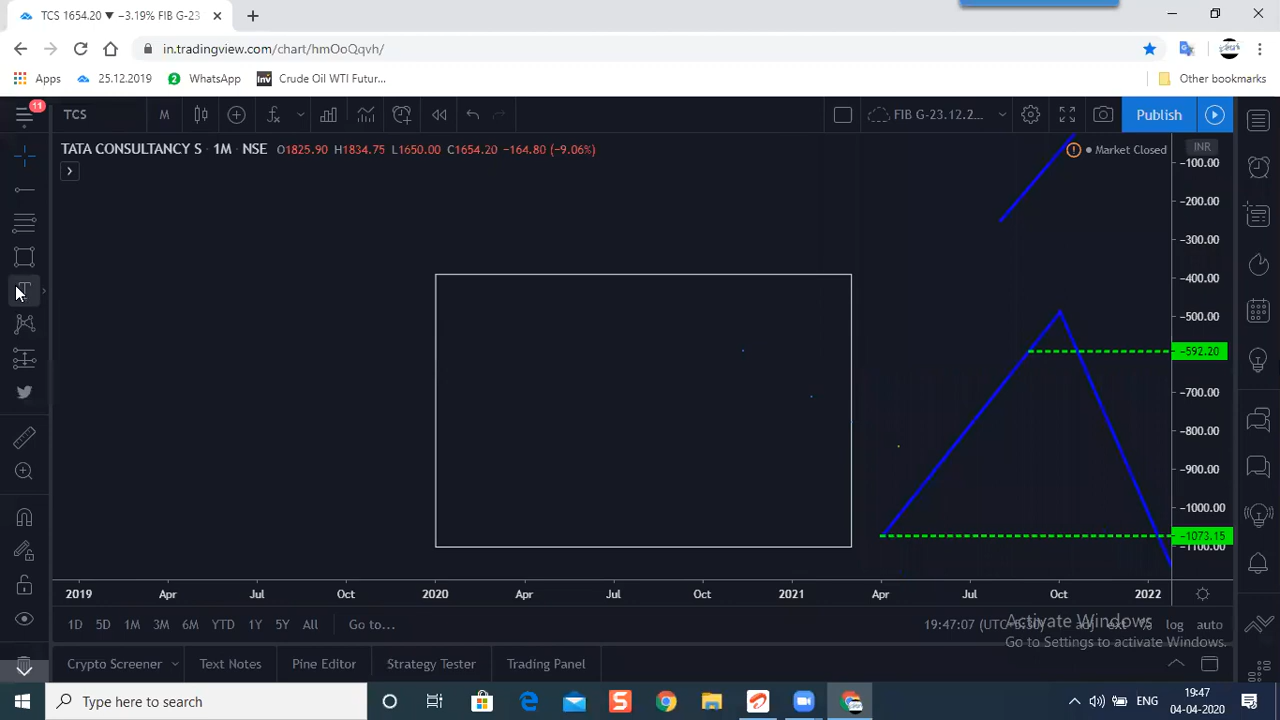 TCS 1654.20 ▼ −3.19% FIB G-23
in.tradingview.com/chart/hmOoQqvh/
Apps 25.12.2019 WhatsApp Crude Oil WTI Futur... Other bookmarks
11 TCS M FIB G-23.12.2... Publish
TATA CONSULTANCY S · 1M · NSE O1825.90 H1834.75 L1650.00 C1654.20 −164.80 (−9.06%) Market Closed INR
−100.00
−200.00
−300.00
−400.00
−500.00
−592.20
−700.00
−800.00
−900.00
−1000.00
−1073.15
−1100.00
2019 Apr Jul Oct 2020 Apr Jul Oct 2021 Apr Jul Oct 2022
1D 5D 1M 3M 6M YTD 1Y 5Y All Go to... 19:47:07 (UTC+5:30) adj ext % log auto
Activate Windows
Go to Settings to activate Windows.
Crypto Screener Text Notes Pine Editor Strategy Tester Trading Panel
Type here to search ENG 19:47
04-04-2020